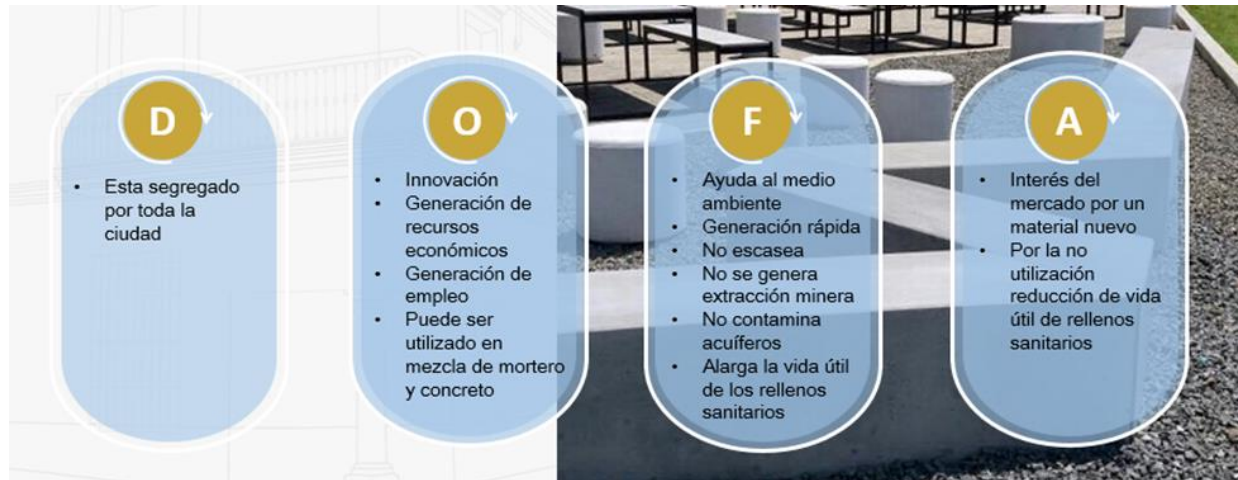 D
• Esta segregado
por toda la
ciudad
O
• Innovación
• Generación de
recursos
económicos
• Generación de
empleo
• Puede ser
utilizado en
mezcla de mortero
y concreto
F
• Ayuda al medio
ambiente
• Generación rápida
• No escasea
• No se genera
extracción minera
• No contamina
acuíferos
• Alarga la vida útil
de los rellenos
sanitarios
A
• Interés del
mercado por un
material nuevo
• Por la no
utilización
reducción de vida
útil de rellenos
sanitarios